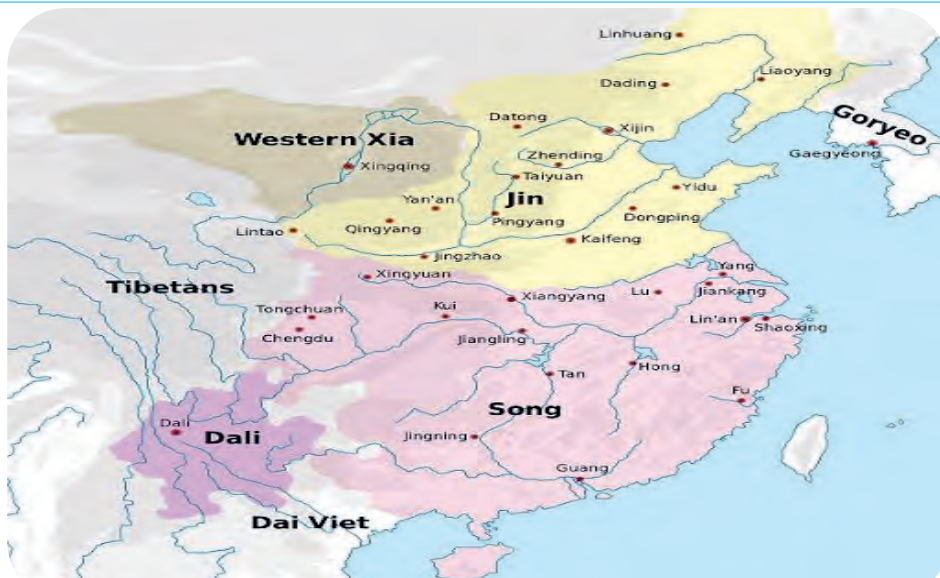 Linhuang
Liaoyang
Dading
Goryeo
Datong
Xijin
Western Xia
Gaegyeong
Zhending
Xingqing
Taiyuan
Yidu
Jin
Yan'an
Pingyang
Dongping
Qingyang
Lintao
Kaifeng
Jingzhao
Yang
Xingyuan
Tibetans
Lu
Jiankang
Xiangyang
Kui
Tongchuan
Lin'an
Shaoxing
Chengdu
Jiangling
Hong
Tan
Fu
Song
Dali
Dali
Jingning
Guang
Dai Viet